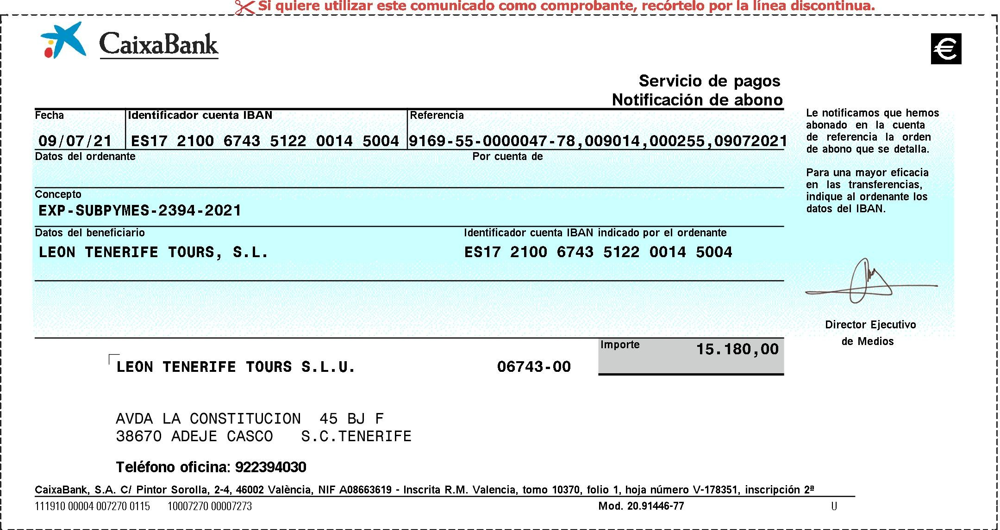 Si quiere utilizar este comunicado como comprobante, recórtelo por la línea discontinua.
CaixaBank
€
Servicio de pagos
Notificación de abono
Fecha Identificador cuenta IBAN Referencia
09/07/21 ES17 2100 6743 5122 0014 5004 9169-55-0000047-78,009014,000255,09072021
Datos del ordenante Por cuenta de
Concepto
EXP-SUBPYMES-2394-2021
Datos del beneficiario Identificador cuenta IBAN indicado por el ordenante
LEON TENERIFE TOURS, S.L. ES17 2100 6743 5122 0014 5004
Le notificamos que hemos
abonado en la cuenta
de referencia la orden
de abono que se detalla.
Para una mayor eficacia
en las transferencias,
indique al ordenante los
datos del IBAN.
Director Ejecutivo
de Medios
Importe 15.180,00
LEON TENERIFE TOURS S.L.U. 06743-00
AVDA LA CONSTITUCION 45 BJ F
38670 ADEJE CASCO S.C.TENERIFE
Teléfono oficina: 922394030
CaixaBank, S.A. C/ Pintor Sorolla, 2-4, 46002 València, NIF A08663619 - Inscrita R.M. Valencia, tomo 10370, folio 1, hoja número V-178351, inscripción 2ª
111910 00004 007270 0115 10007270 00007273 Mod. 20.91446-77 U